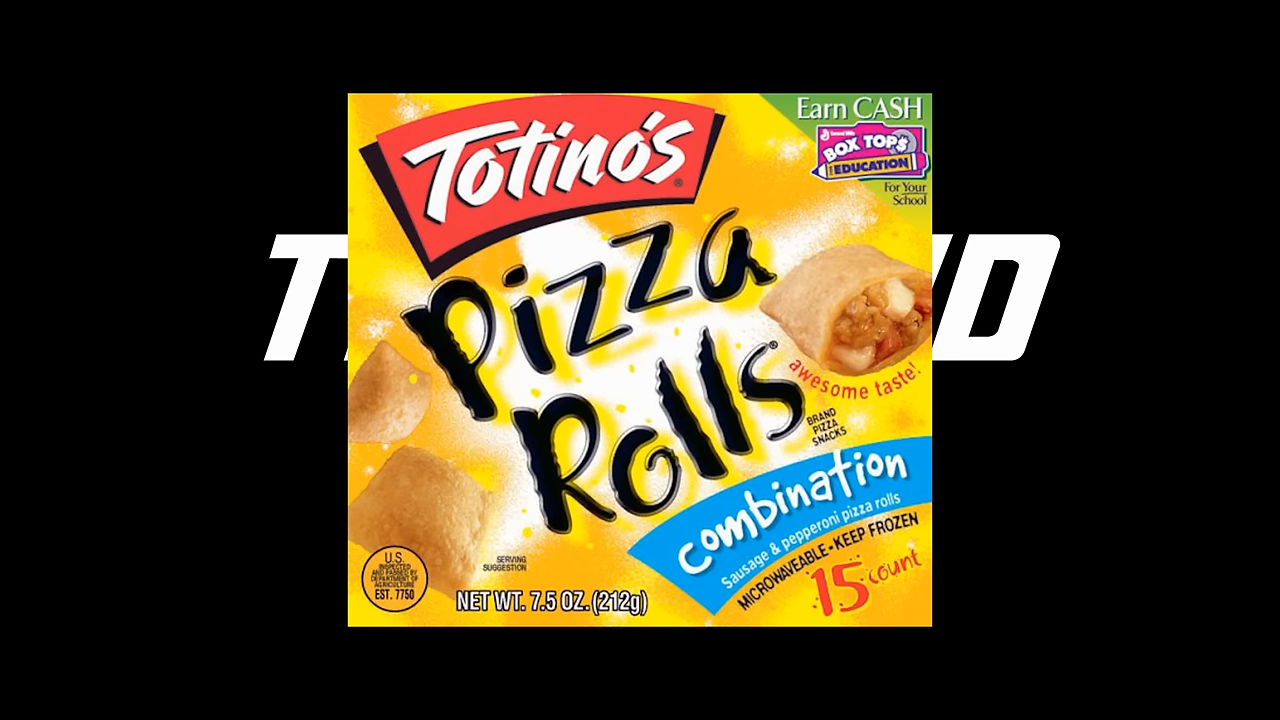 Totino's®
Earn CASH
BOX TOP$
FOR EDUCATION
For Your
School
Pizza
Rolls®
awesome taste!
BRAND
PIZZA
SNACKS
combination
Sausage & pepperoni pizza rolls
MICROWAVEABLE • KEEP FROZEN
15 count
SERVING
SUGGESTION
U.S.
INSPECTED
AND PASSED BY
DEPARTMENT OF
AGRICULTURE
EST. 7750
NET WT. 7.5 OZ. (212g)